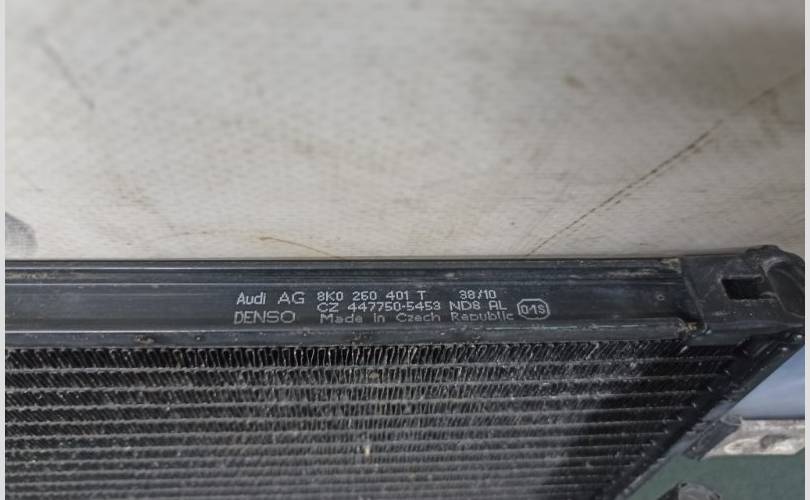 Audi AG 8K0 260 401 T 38/10
CZ 447750-5453 ND8 AL
DENSO Made in Czech Republic